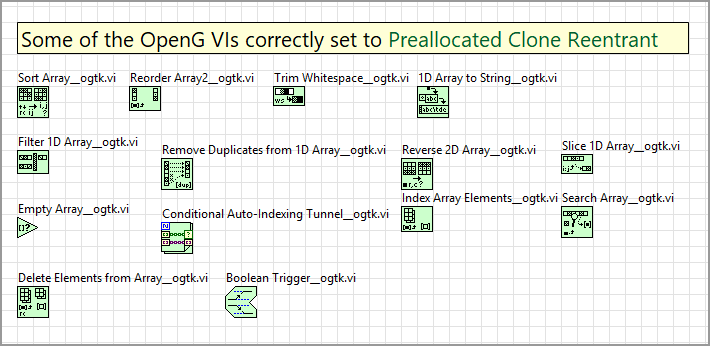 Some of the OpenG VIs correctly set to Preallocated Clone Reentrant
Sort Array__ogtk.vi
Reorder Array2__ogtk.vi
Trim Whitespace__ogtk.vi
1D Array to String__ogtk.vi
Filter 1D Array__ogtk.vi
Remove Duplicates from 1D Array__ogtk.vi
Reverse 2D Array__ogtk.vi
Slice 1D Array__ogtk.vi
Empty Array__ogtk.vi
Conditional Auto-Indexing Tunnel__ogtk.vi
Index Array Elements__ogtk.vi
Search Array__ogtk.vi
Delete Elements from Array__ogtk.vi
Boolean Trigger__ogtk.vi